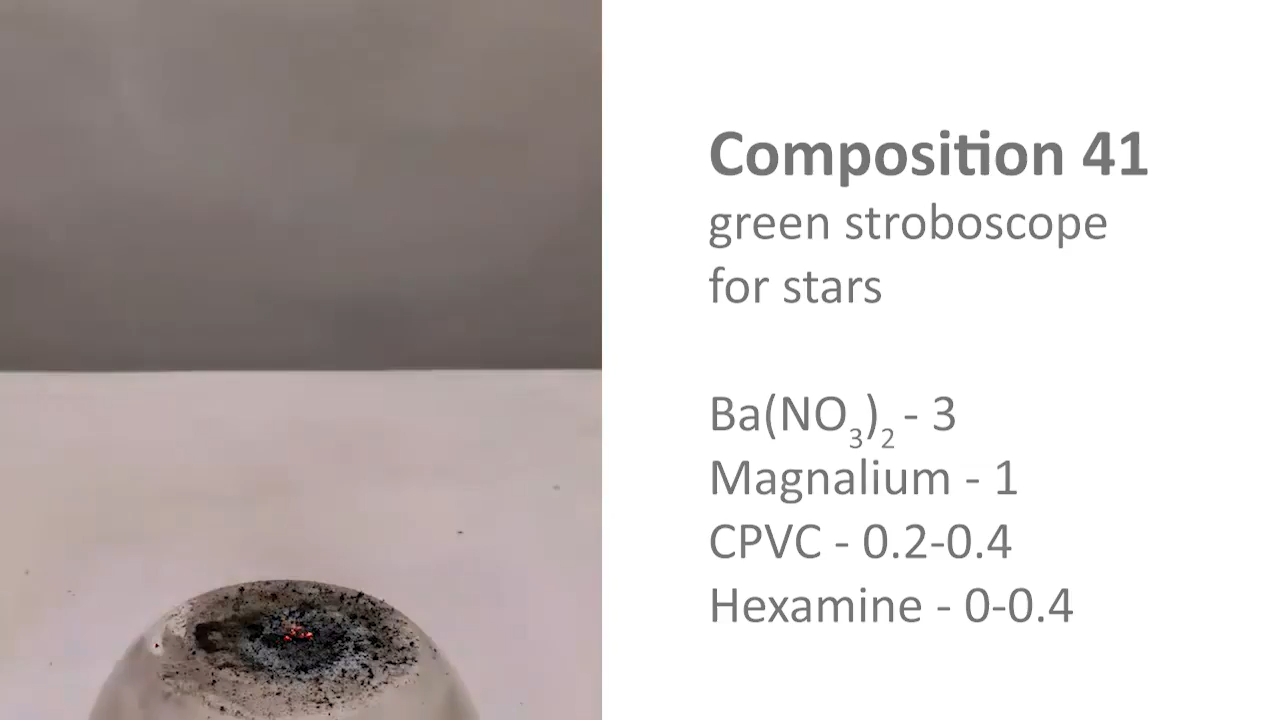 Composition 41
green stroboscope
for stars
Ba(NO₃)₂ - 3
Magnalium - 1
CPVC - 0.2-0.4
Hexamine - 0-0.4